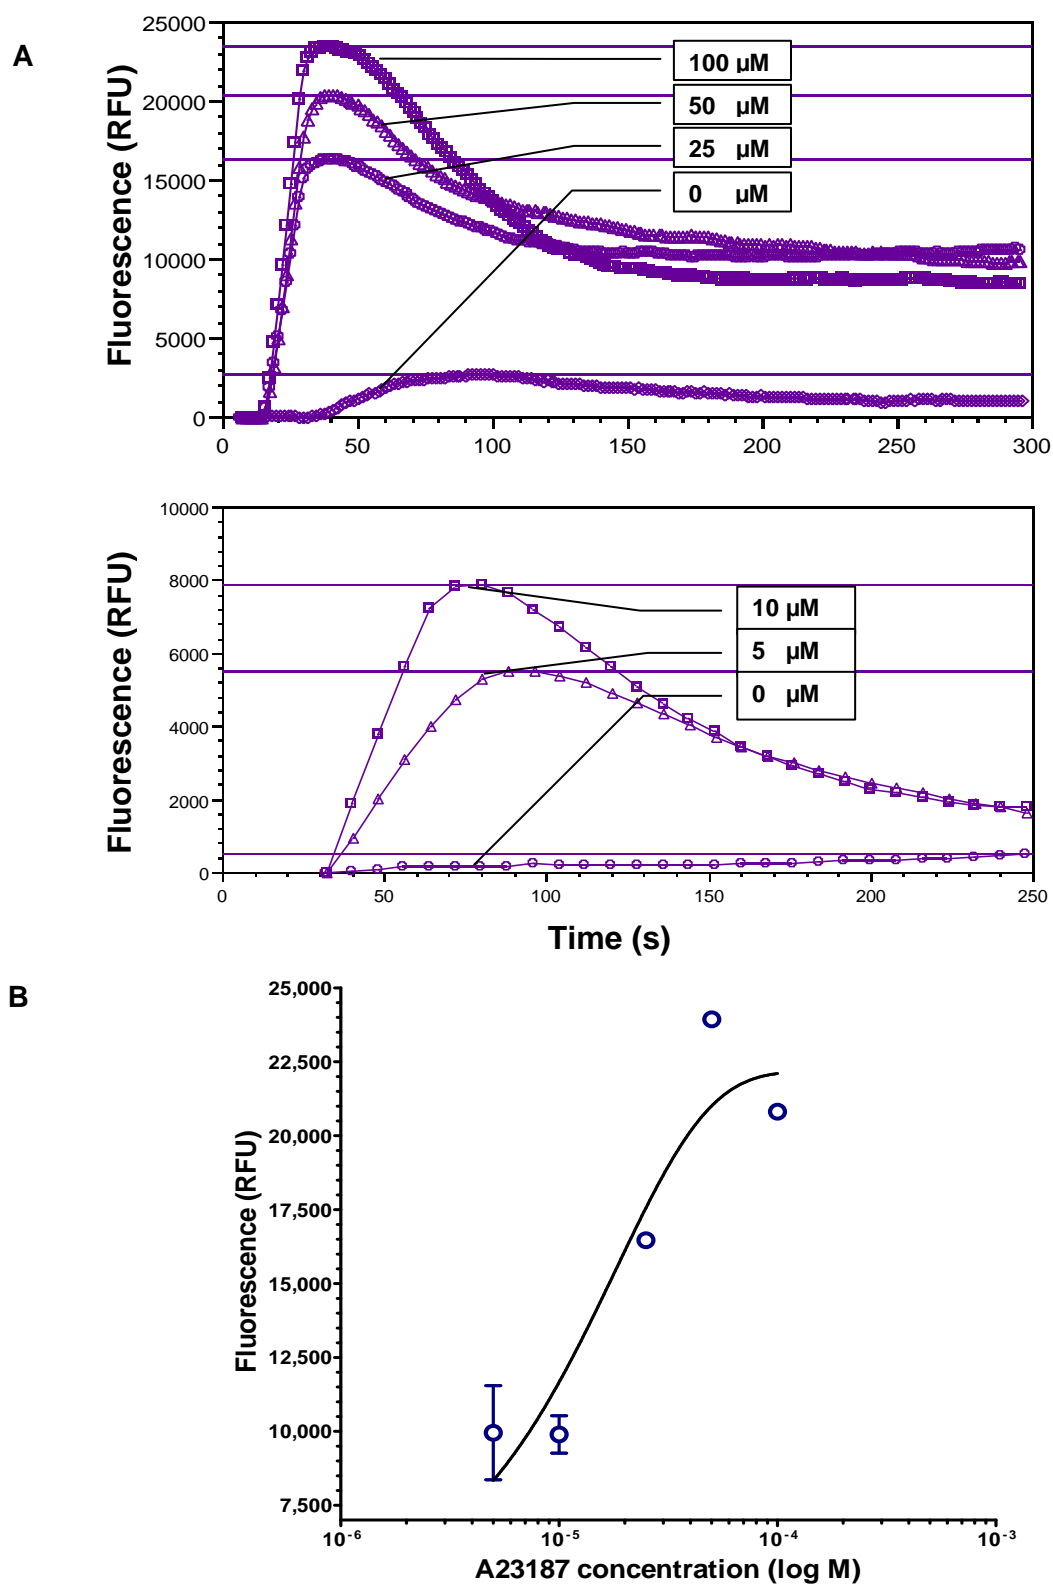 A
Fluorescence (RFU)
25000
20000
15000
10000
5000
0
0 50 100 150 200 250 300
100 µM
50 µM
25 µM
0 µM
Fluorescence (RFU)
10000
8000
6000
4000
2000
0
0 50 100 150 200 250
10 µM
5 µM
0 µM
Time (s)
B
Fluorescence (RFU)
25,000
22,500
20,000
17,500
15,000
12,500
10,000
7,500
10⁻⁶ 10⁻⁵ 10⁻⁴ 10⁻³
A23187 concentration (log M)